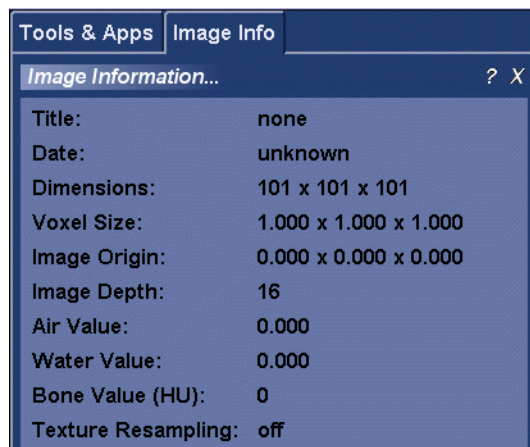 Tools & Apps Image Info
Image Information... ? X
Title: none
Date: unknown
Dimensions: 101 x 101 x 101
Voxel Size: 1.000 x 1.000 x 1.000
Image Origin: 0.000 x 0.000 x 0.000
Image Depth: 16
Air Value: 0.000
Water Value: 0.000
Bone Value (HU): 0
Texture Resampling: off